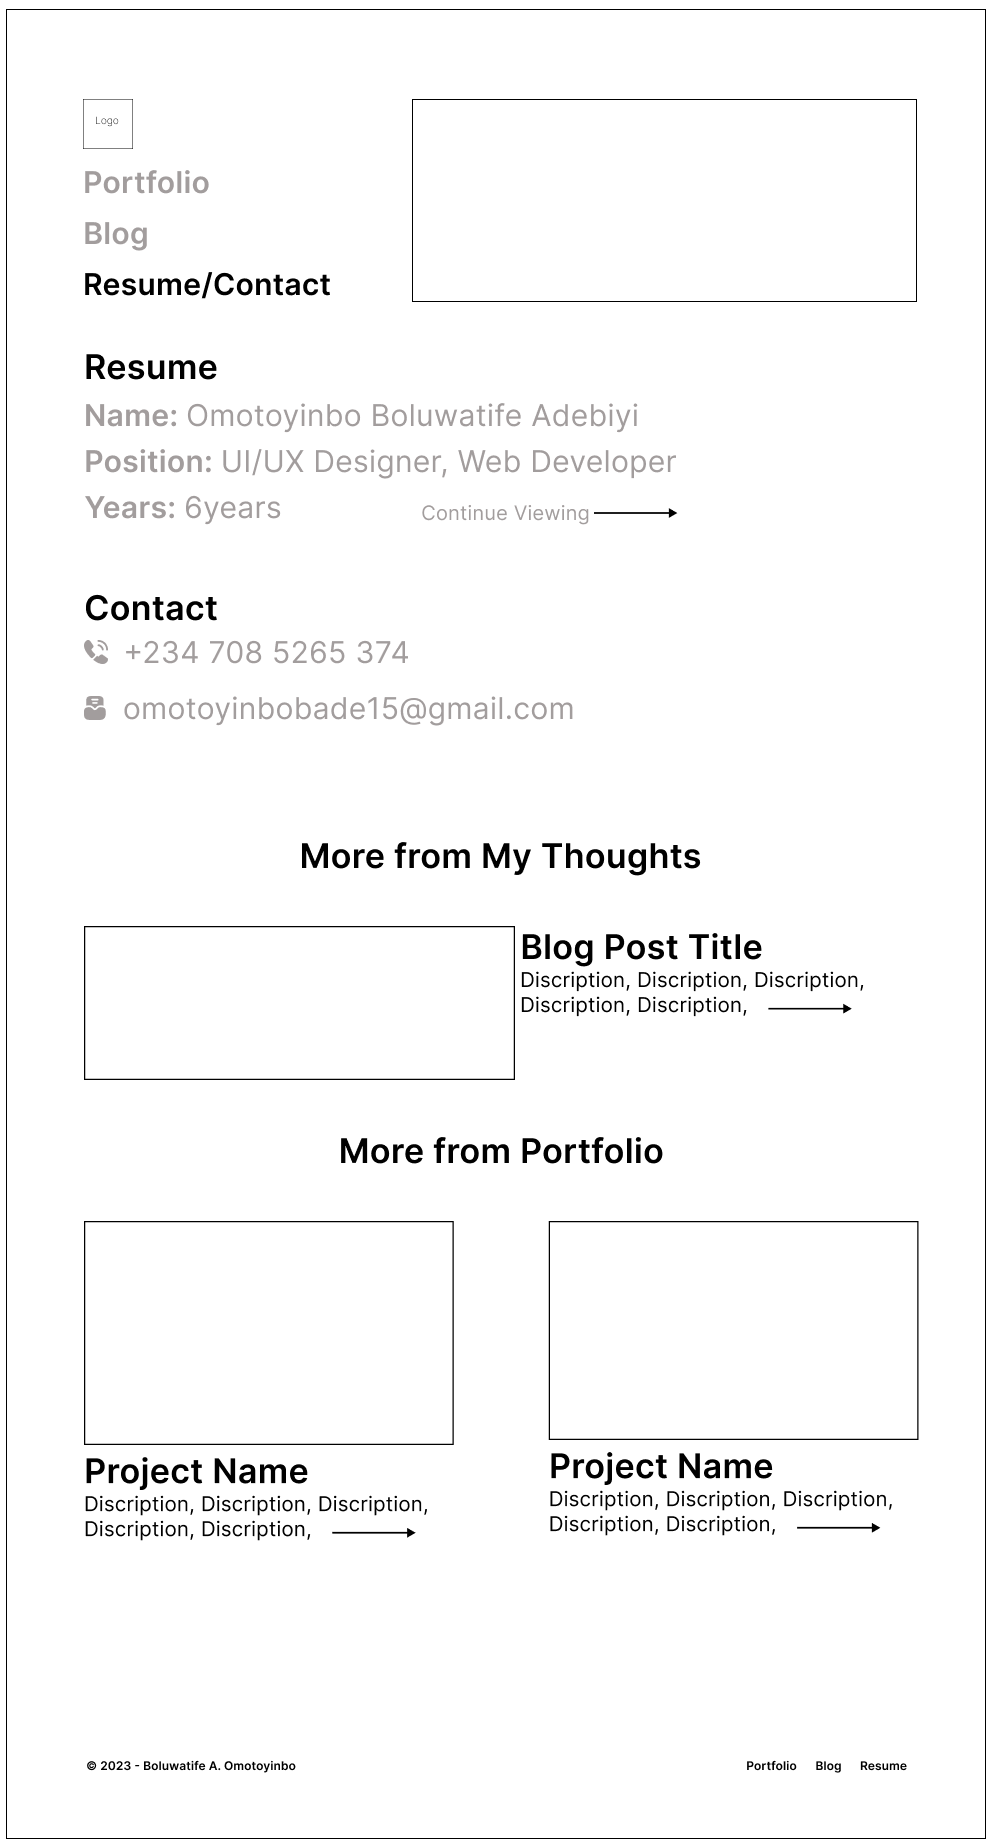 Logo
Portfolio
Blog
Resume/Contact
Resume
Name: Omotoyinbo Boluwatife Adebiyi
Position: UI/UX Designer, Web Developer
Years: 6years
Continue Viewing
Contact
+234 708 5265 374
omotoyinbobade15@gmail.com
More from My Thoughts
Blog Post Title
Discription, Discription, Discription,
Discription, Discription,
More from Portfolio
Project Name
Discription, Discription, Discription,
Discription, Discription,
Project Name
Discription, Discription, Discription,
Discription, Discription,
© 2023 - Boluwatife A. Omotoyinbo
Portfolio Blog Resume